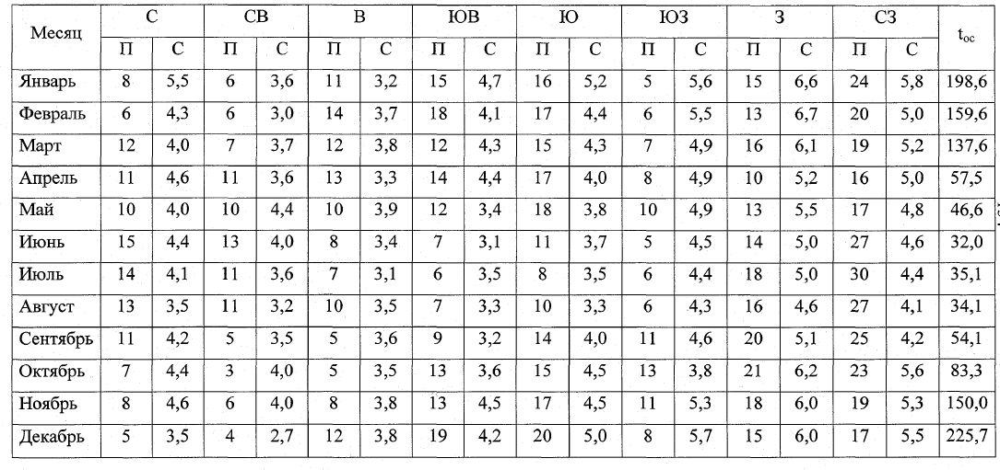 Месяц С СВ В ЮВ Ю ЮЗ З СЗ tос
П С П С П С П С П С П С П С П С
Январь 8 5,5 6 3,6 11 3,2 15 4,7 16 5,2 5 5,6 15 6,6 24 5,8 198,6
Февраль 6 4,3 6 3,0 14 3,7 18 4,1 17 4,4 6 5,5 13 6,7 20 5,0 159,6
Март 12 4,0 7 3,7 12 3,8 12 4,3 15 4,3 7 4,9 16 6,1 19 5,2 137,6
Апрель 11 4,6 11 3,6 13 3,3 14 4,4 17 4,0 8 4,9 10 5,2 16 5,0 57,5
Май 10 4,0 10 4,4 10 3,9 12 3,4 18 3,8 10 4,9 13 5,5 17 4,8 46,6
Июнь 15 4,4 13 4,0 8 3,4 7 3,1 11 3,7 5 4,5 14 5,0 27 4,6 32,0
Июль 14 4,1 11 3,6 7 3,1 6 3,5 8 3,5 6 4,4 18 5,0 30 4,4 35,1
Август 13 3,5 11 3,2 10 3,5 7 3,3 10 3,3 6 4,3 16 4,6 27 4,1 34,1
Сентябрь 11 4,2 5 3,5 5 3,6 9 3,2 14 4,0 11 4,6 20 5,1 25 4,2 54,1
Октябрь 7 4,4 3 4,0 5 3,5 13 3,6 15 4,5 13 3,8 21 6,2 23 5,6 83,3
Ноябрь 8 4,6 6 4,0 8 3,8 13 4,5 17 4,5 11 5,3 18 6,0 19 5,3 150,0
Декабрь 5 3,5 4 2,7 12 3,8 19 4,2 20 5,0 8 5,7 15 6,0 17 5,5 225,7